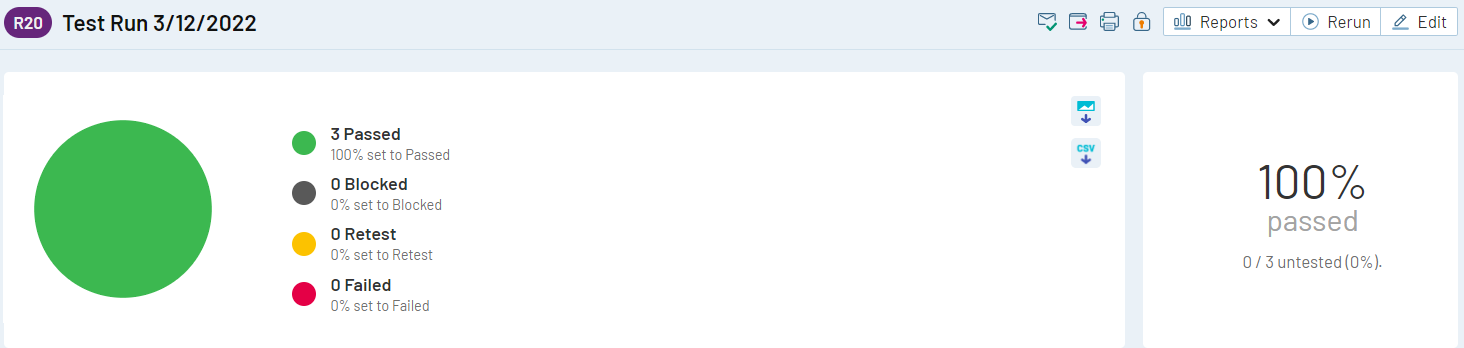 R20 Test Run 3/12/2022 Reports Rerun Edit
3 Passed
100% set to Passed
0 Blocked
0% set to Blocked
0 Retest
0% set to Retest
0 Failed
0% set to Failed
CSV
100%
passed
0 / 3 untested (0%).